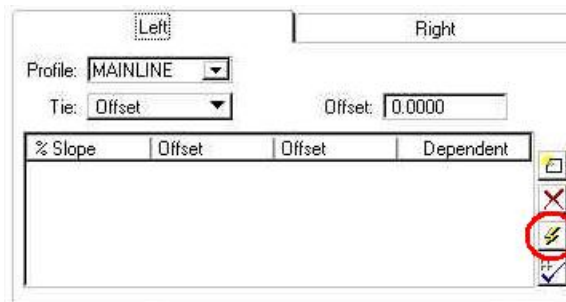 Left Right
Profile: MAINLINE
Tie: Offset Offset: 0.0000
% Slope Offset Offset Dependent